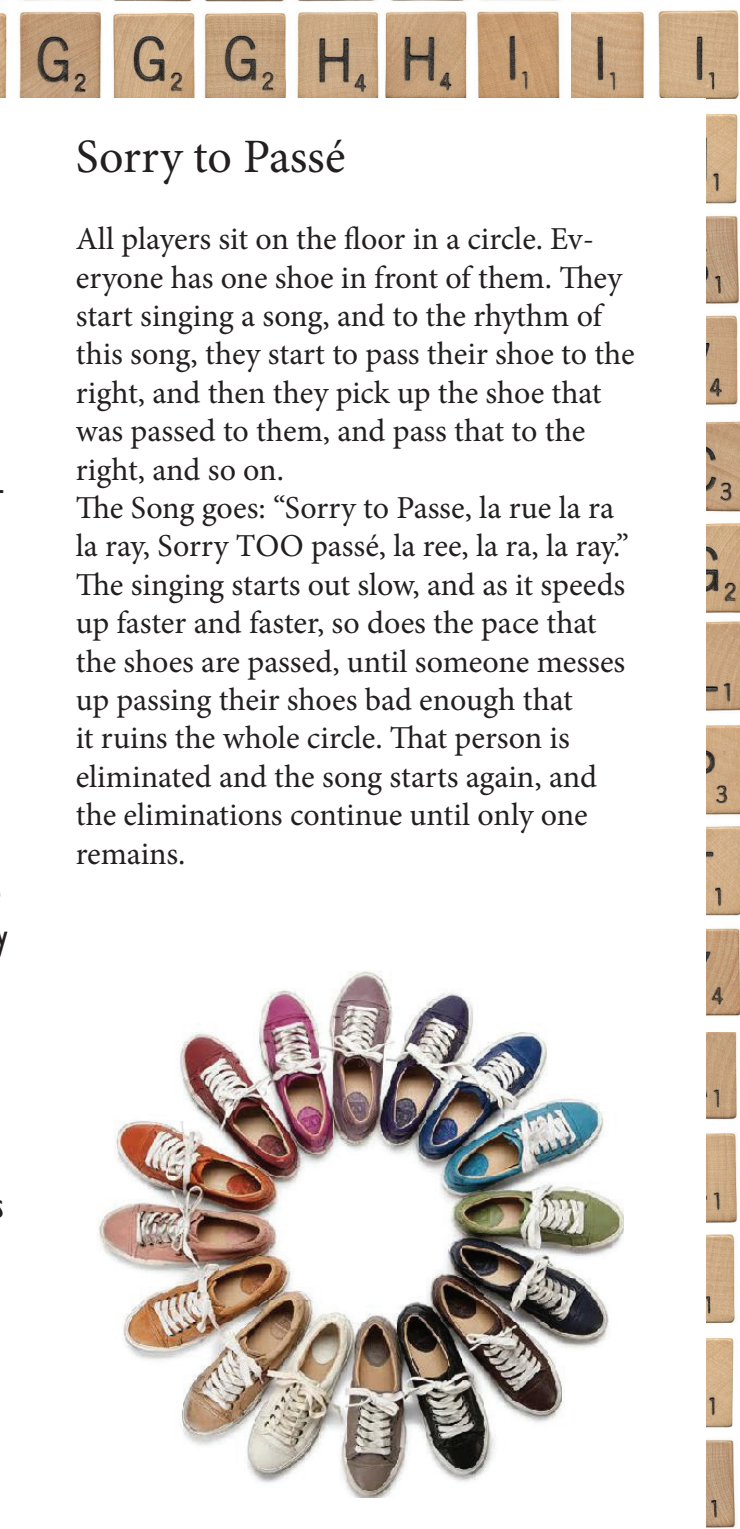 G2 G2 G2 H4 H4 I1 I1 I1
Sorry to Passé
All players sit on the floor in a circle. Ev-
eryone has one shoe in front of them. They
start singing a song, and to the rhythm of
this song, they start to pass their shoe to the
right, and then they pick up the shoe that
was passed to them, and pass that to the
right, and so on.
The Song goes: “Sorry to Passe, la rue la ra
la ray, Sorry TOO passé, la ree, la ra, la ray.”
The singing starts out slow, and as it speeds
up faster and faster, so does the pace that
the shoes are passed, until someone messes
up passing their shoes bad enough that
it ruins the whole circle. That person is
eliminated and the song starts again, and
the eliminations continue until only one
remains.
1
1
4
3
2
1
3
1
4
1
1
1
1
1